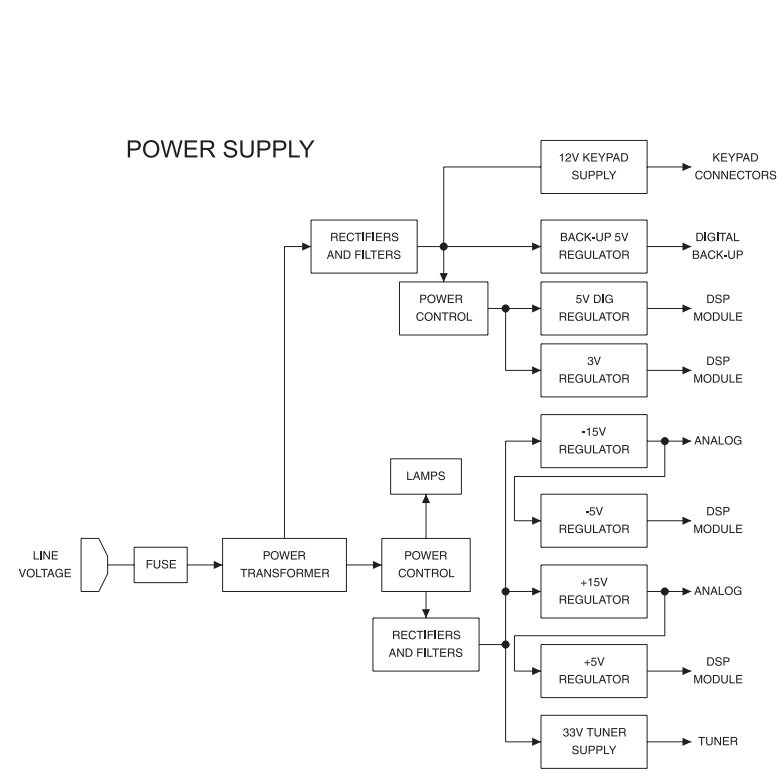 POWER SUPPLY
12V KEYPAD
SUPPLY
KEYPAD
CONNECTORS
RECTIFIERS
AND FILTERS
BACK-UP 5V
REGULATOR
DIGITAL
BACK-UP
POWER
CONTROL
5V DIG
REGULATOR
DSP
MODULE
3V
REGULATOR
DSP
MODULE
-15V
REGULATOR
ANALOG
LAMPS
-5V
REGULATOR
DSP
MODULE
LINE
VOLTAGE
FUSE
POWER
TRANSFORMER
POWER
CONTROL
+15V
REGULATOR
ANALOG
RECTIFIERS
AND FILTERS
+5V
REGULATOR
DSP
MODULE
33V TUNER
SUPPLY
TUNER